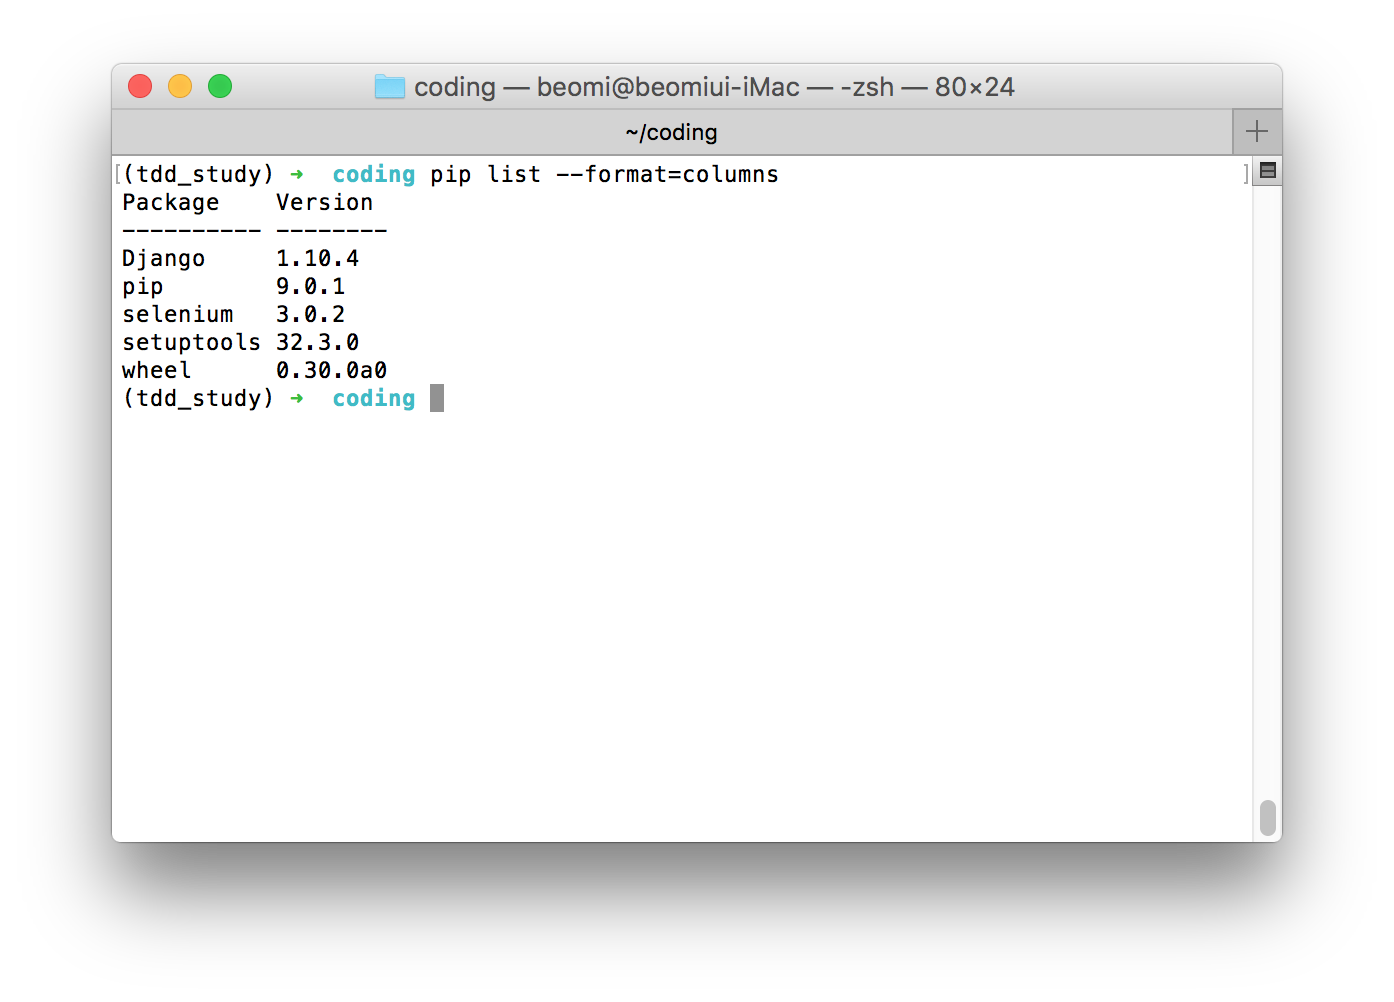 coding — beomi@beomiui-iMac — -zsh — 80×24
~/coding
[(tdd_study) ➜  coding pip list --format=columns ]
Package    Version
---------- --------
Django     1.10.4
pip        9.0.1
selenium   3.0.2
setuptools 32.3.0
wheel      0.30.0a0
(tdd_study) ➜  coding